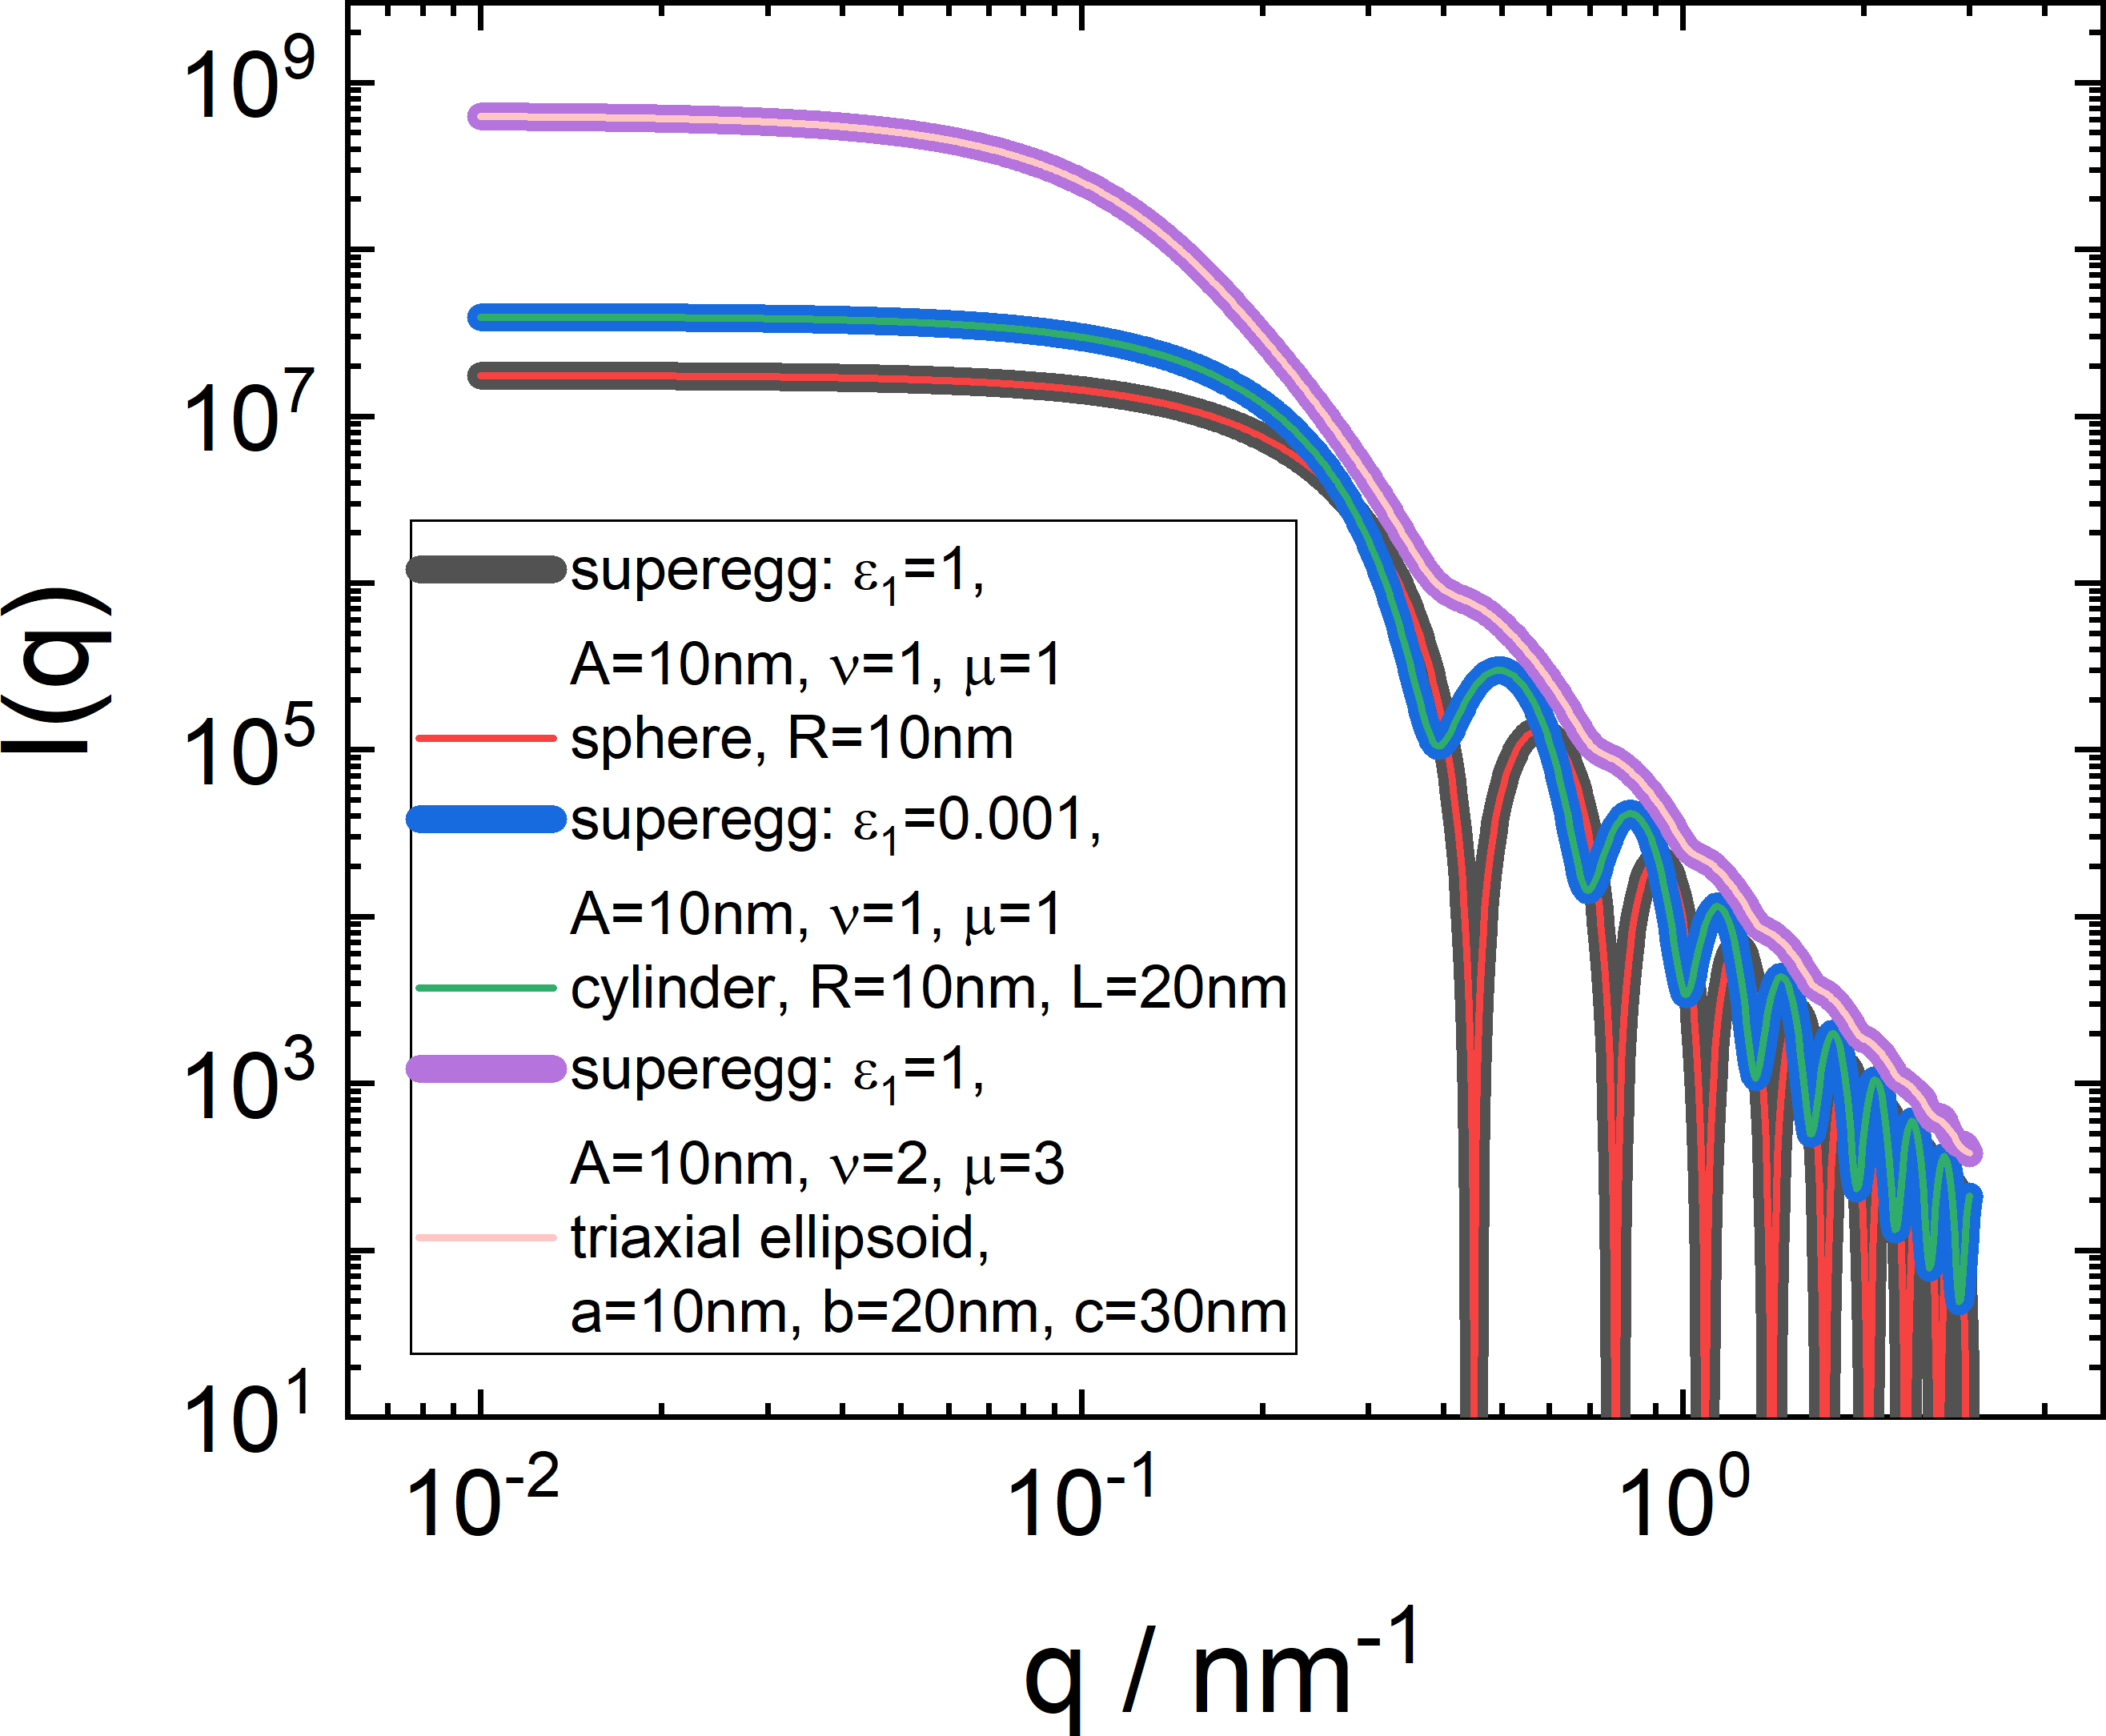 10^9
10^7
10^5
10^3
10^1
I(q)
superegg: ε₁=1,
A=10nm, ν=1, μ=1
sphere, R=10nm
superegg: ε₁=0.001,
A=10nm, ν=1, μ=1
cylinder, R=10nm, L=20nm
superegg: ε₁=1,
A=10nm, ν=2, μ=3
triaxial ellipsoid,
a=10nm, b=20nm, c=30nm
10^-2 10^-1 10^0
q / nm^-1